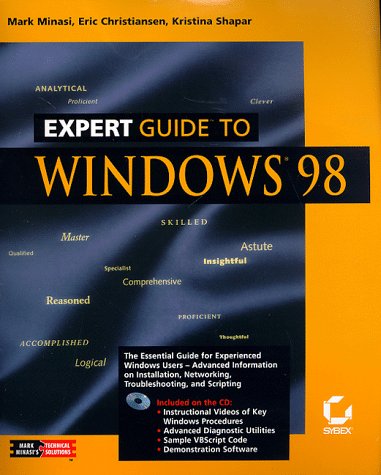 Mark Minasi, Eric Christiansen, Kristina Shapar
ANALYTICAL
Proficient
Clever
EXPERT GUIDE™ TO
WINDOWS® 98
SKILLED
Master
Astute
Qualified
Insightful
Specialist
Comprehensive
Reasoned
PROFICIENT
ACCOMPLISHED
Thoughtful
Logical
The Essential Guide for Experienced
Windows Users – Advanced Information
on Installation, Networking,
Troubleshooting, and Scripting
Included on the CD:
• Instructional Videos of Key
Windows Procedures
• Advanced Diagnostic Utilities
• Sample VBScript Code
• Demonstration Software
MARK
MINASI'S
TECHNICAL
SOLUTIONS
™
SYBEX®